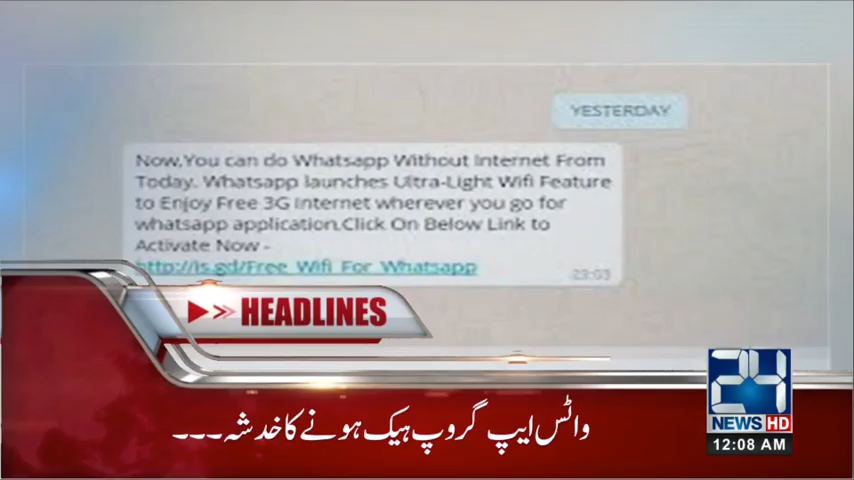 YESTERDAY
Now,You can do Whatsapp Without Internet From
Today. Whatsapp launches Ultra-Light Wifi Feature
to Enjoy Free 3G Internet wherever you go for
whatsapp application.Click On Below Link to
Activate Now -
http://is.gd/Free_Wifi_For_Whatsapp
23:03
HEADLINES
واٹس ایپ گروپ ہیک ہونے کا خدشہ ۔۔۔
24
NEWS HD
12:08 AM